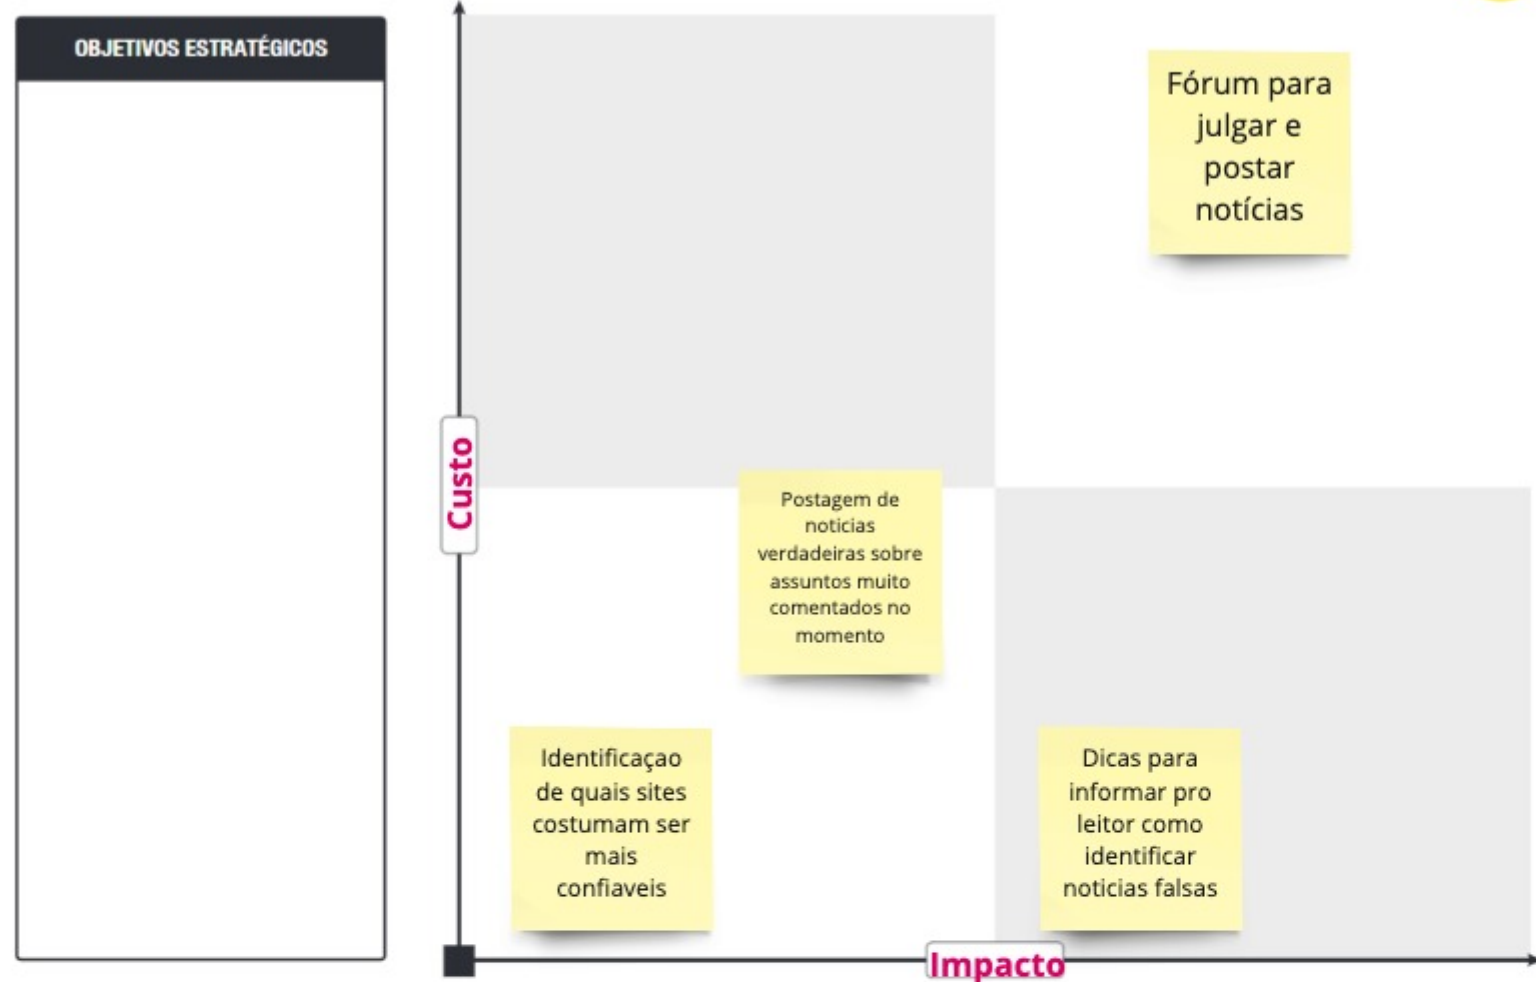 OBJETIVOS ESTRATÉGICOS
Fórum para
julgar e
postar
notícias
Custo
Postagem de
noticias
verdadeiras sobre
assuntos muito
comentados no
momento
Identificaçao
de quais sites
costumam ser
mais
confiaveis
Dicas para
informar pro
leitor como
identificar
noticias falsas
Impacto